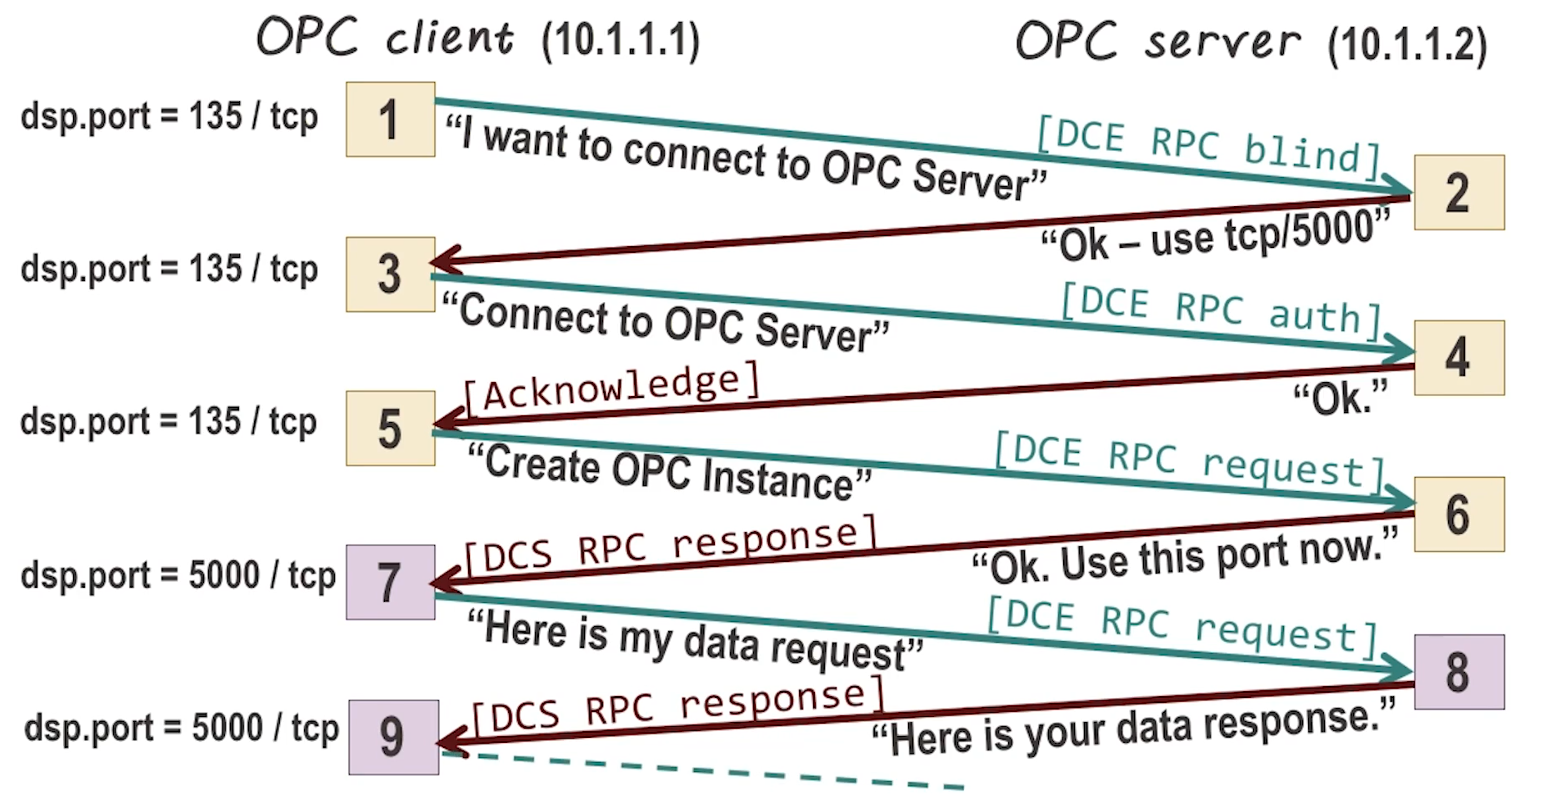 OPC client (10.1.1.1)
OPC server (10.1.1.2)
dsp.port = 135 / tcp
1
[DCE RPC blind]
“I want to connect to OPC Server”
2
“Ok – use tcp/5000”
dsp.port = 135 / tcp
3
[DCE RPC auth]
“Connect to OPC Server”
4
[Acknowledge]
“Ok.”
dsp.port = 135 / tcp
5
[DCE RPC request]
“Create OPC Instance”
6
[DCS RPC response]
“Ok. Use this port now.”
dsp.port = 5000 / tcp
7
[DCE RPC request]
“Here is my data request”
8
[DCS RPC response]
“Here is your data response.”
dsp.port = 5000 / tcp
9